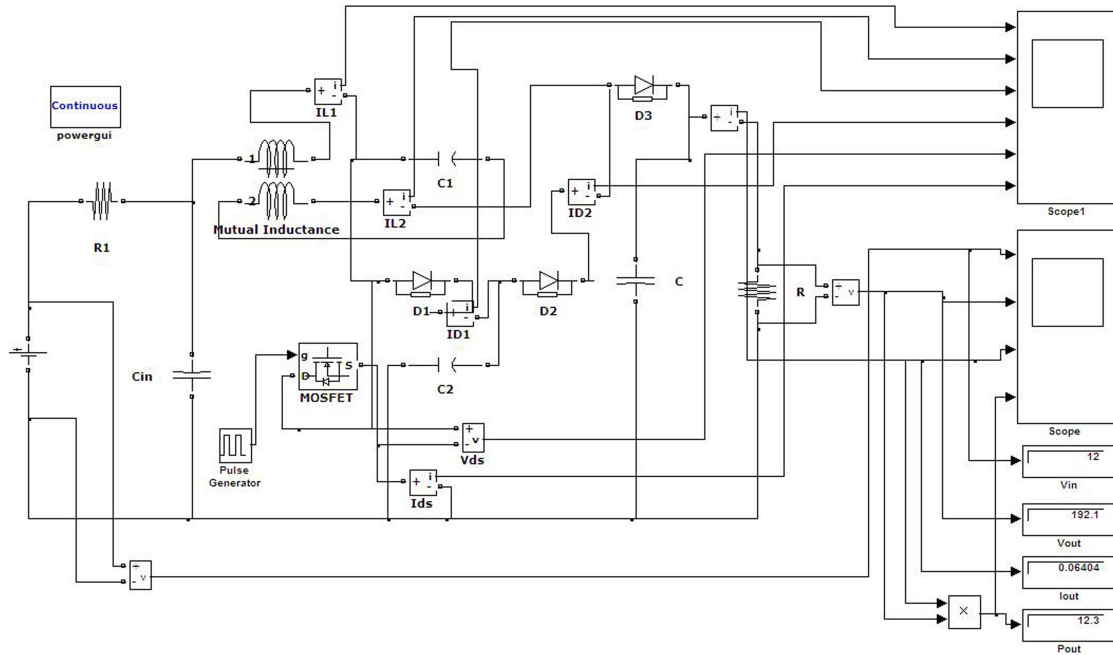 Continuous
powergui
R1
Cin
Pulse
Generator
1
2
Mutual Inductance
+ i -
IL1
+ i -
IL2
C1
D1
+ i -
ID1
D2
C2
g
D
S
MOSFET
+ - v
Vds
+ i -
Ids
D3
+ i -
ID2
+ i -
C
R
+ - v
+ - v
×
Scope1
Scope
12
Vin
192.1
Vout
0.06404
Iout
12.3
Pout